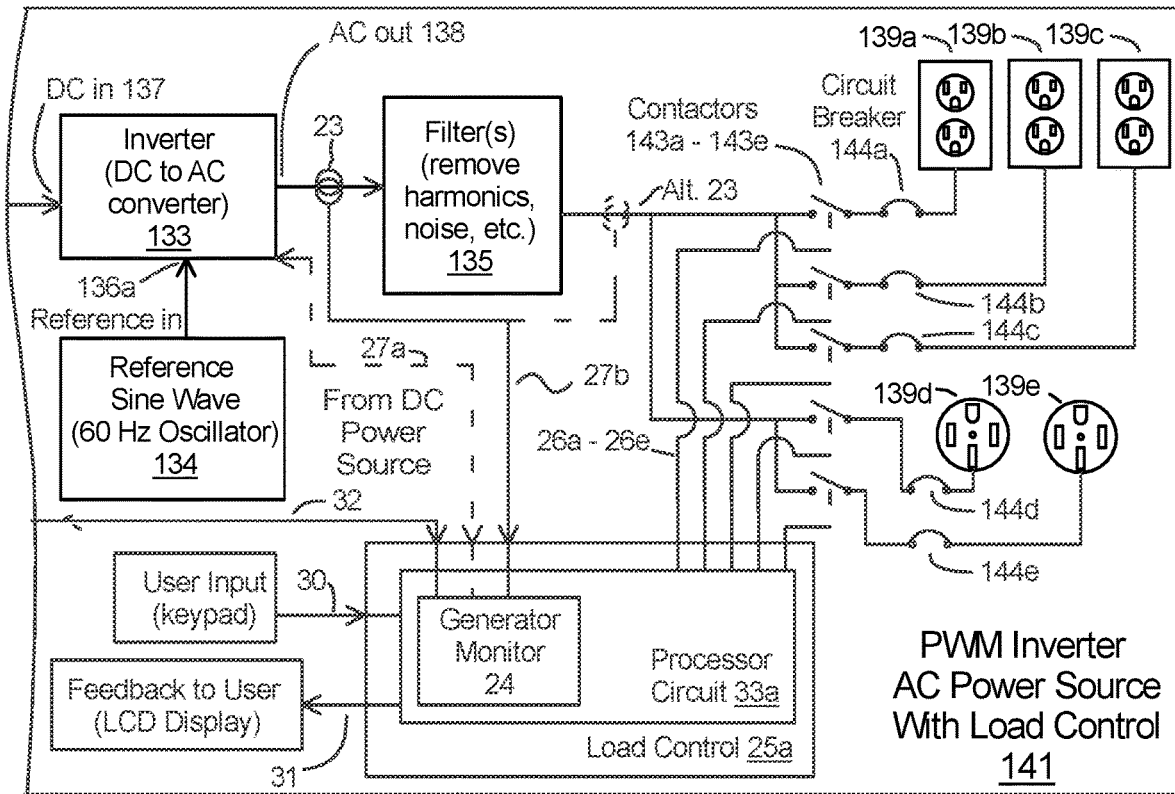 AC out 138
DC in 137
Inverter
(DC to AC
converter)
133
23
Filter(s)
(remove
harmonics,
noise, etc.)
135
Contactors
143a - 143e
Alt. 23
Circuit
Breaker
144a
139a
139b
139c
136a
Reference in
Reference
Sine Wave
(60 Hz Oscillator)
134
27a
From DC
Power
Source
27b
26a - 26e
144b
144c
139d
139e
144d
144e
32
User Input
(keypad)
30
Feedback to User
(LCD Display)
31
Generator
Monitor
24
Processor
Circuit 33a
Load Control 25a
PWM Inverter
AC Power Source
With Load Control
141